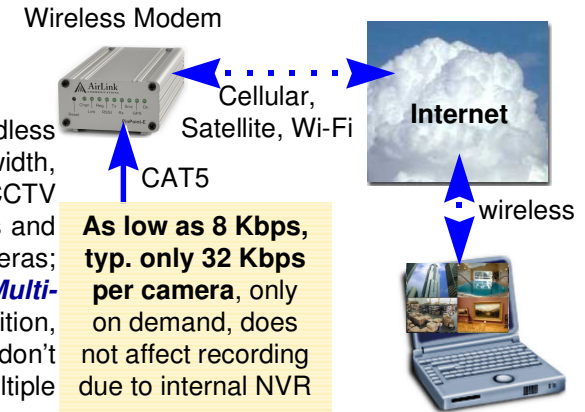 Wireless Modem
AirLink
Cellular,
Satellite, Wi-Fi
Internet
CAT5
wireless
dless
width,
CCTV
s and
eras;
Multi-
ition,
don't
ltiple
As low as 8 Kbps,
typ. only 32 Kbps
per camera, only
on demand, does
not affect recording
due to internal NVR